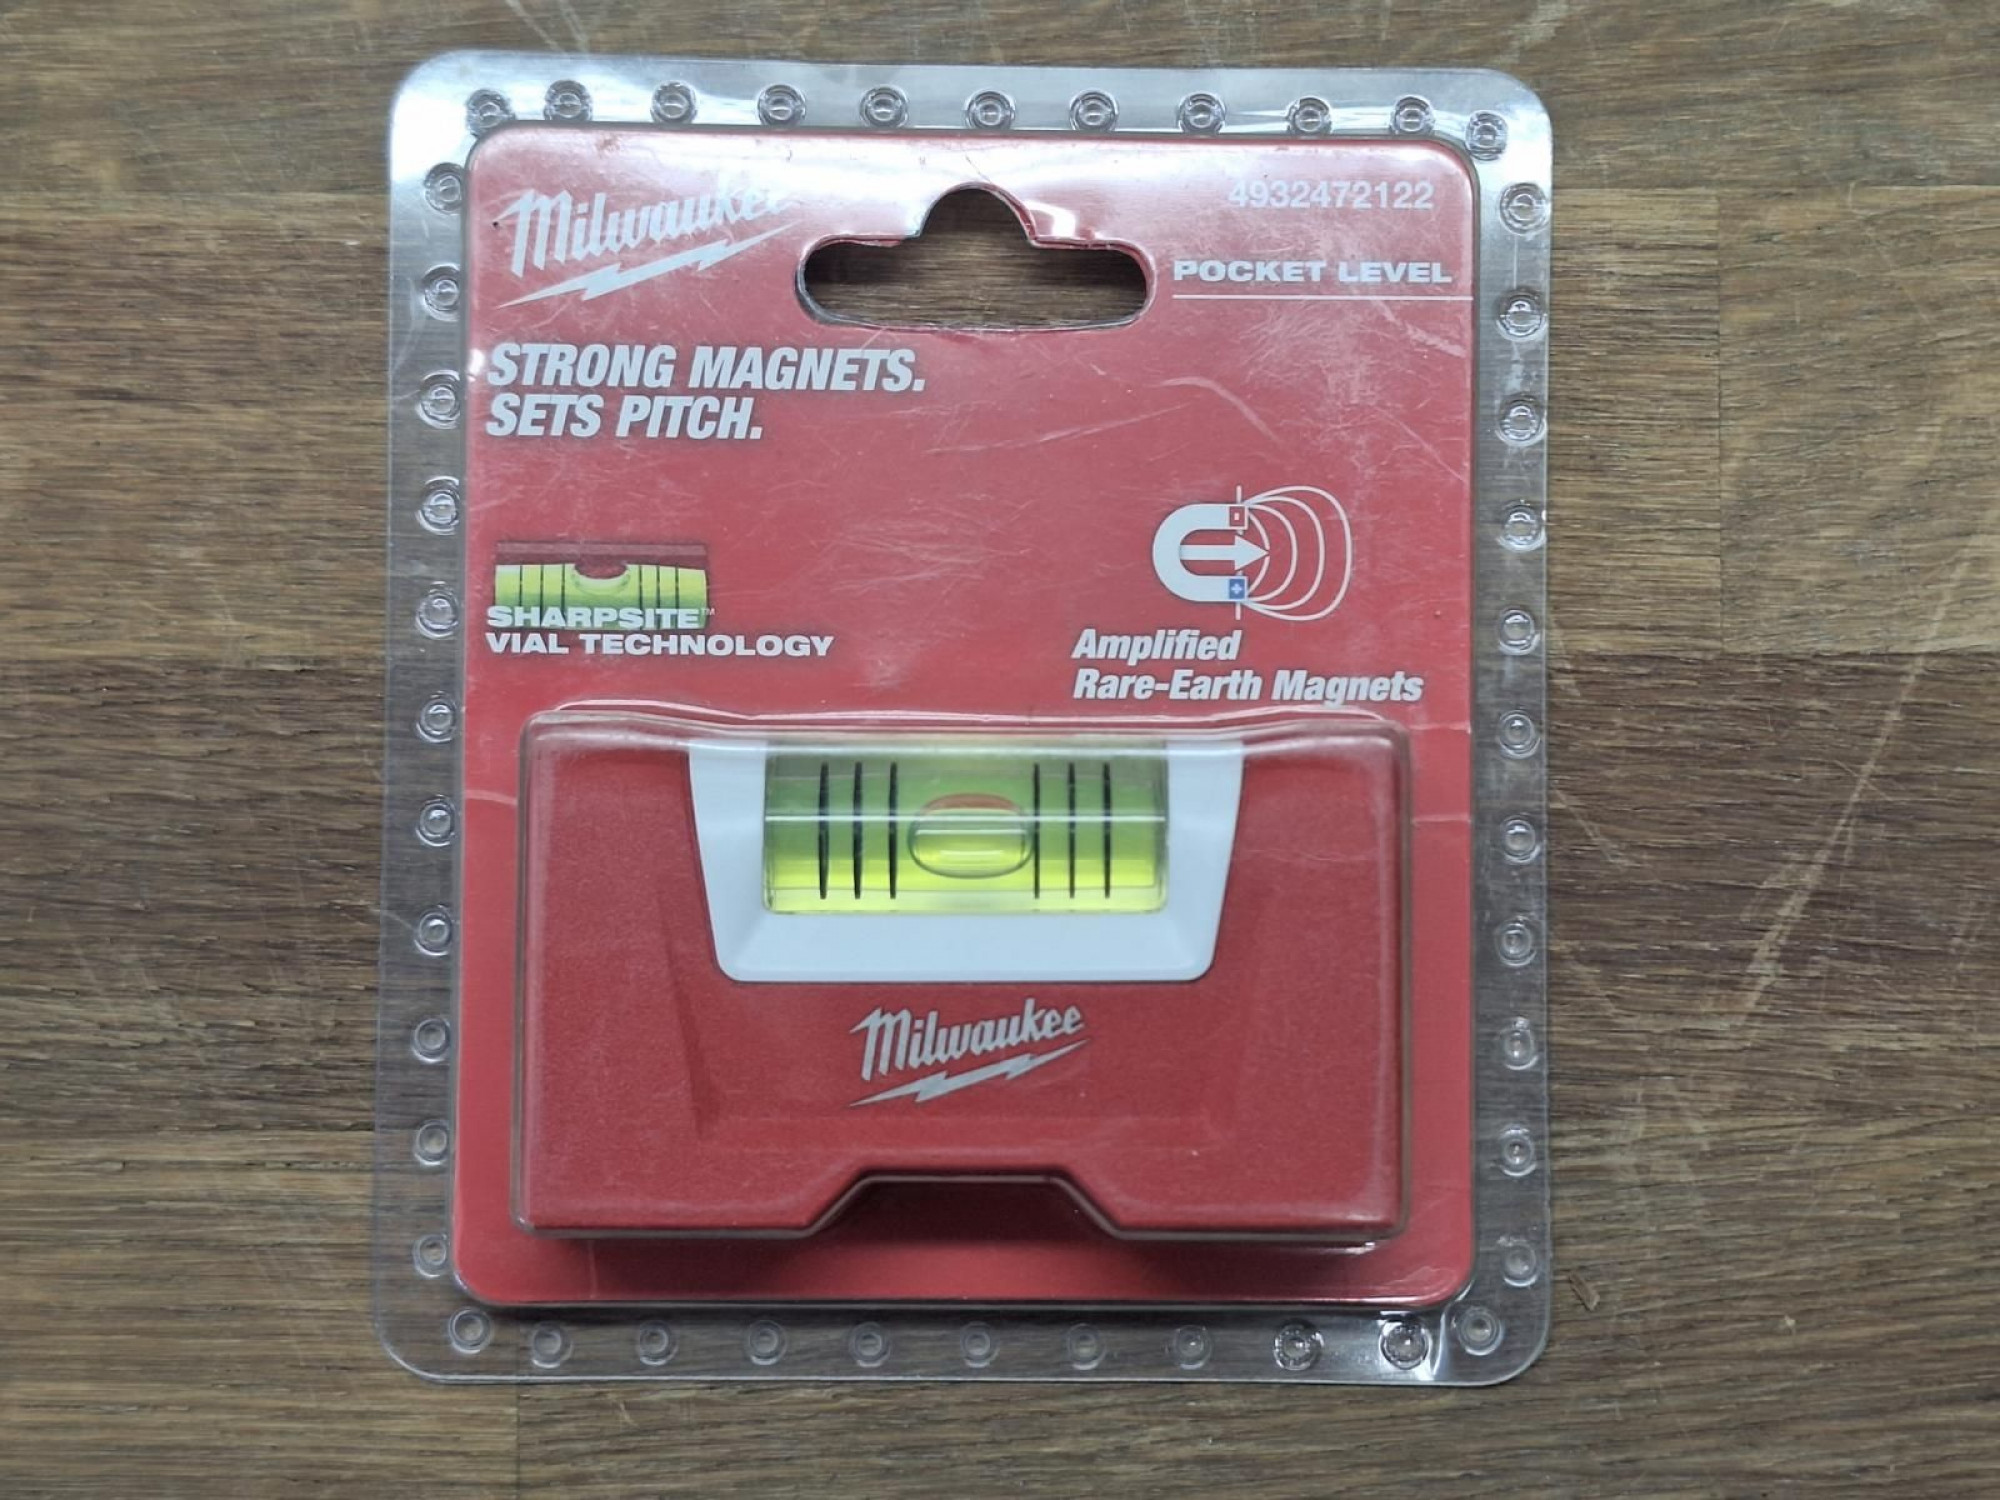 Milwaukee
4932472122
POCKET LEVEL
STRONG MAGNETS.
SETS PITCH.
SHARPSITE™
VIAL TECHNOLOGY
Amplified
Rare-Earth Magnets
Milwaukee